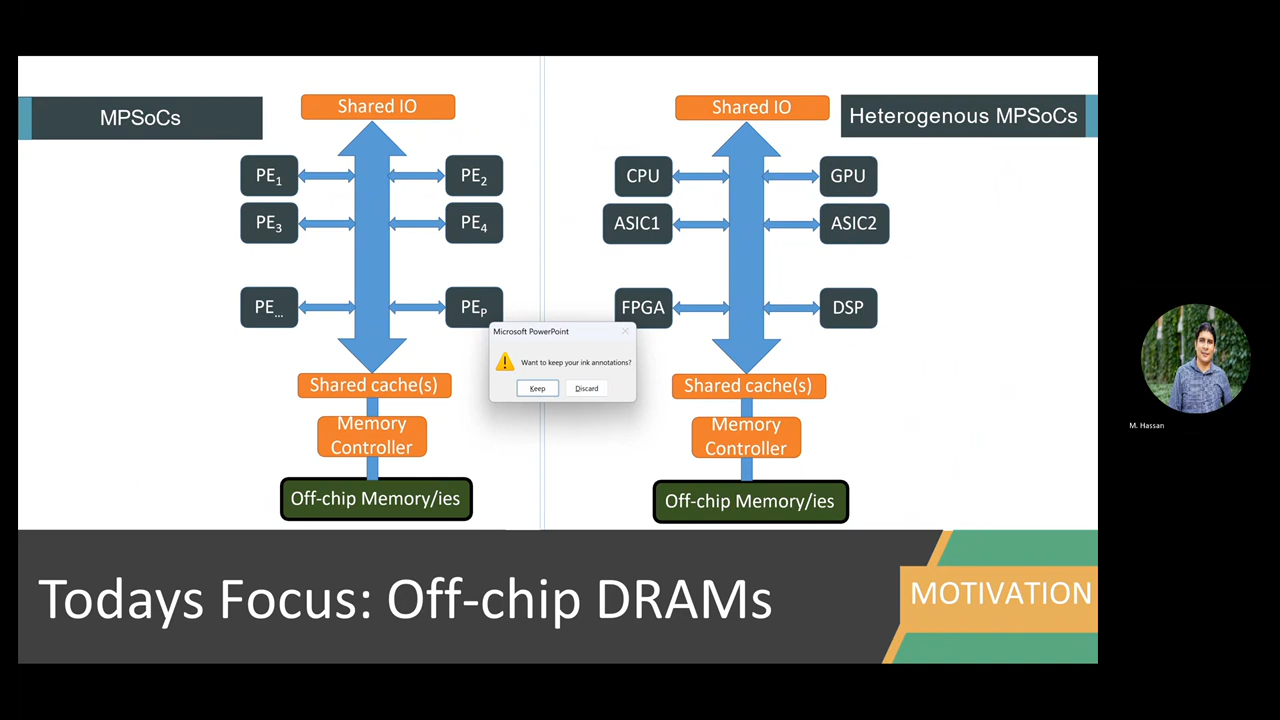 MPSoCs
Shared IO
PE1
PE2
PE3
PE4
PE...
PEP
Shared cache(s)
Memory
Controller
Off-chip Memory/ies
Shared IO
Heterogenous MPSoCs
CPU
GPU
ASIC1
ASIC2
FPGA
DSP
Shared cache(s)
Memory
Controller
Off-chip Memory/ies
Microsoft PowerPoint
Want to keep your ink annotations?
Keep
Discard
Todays Focus: Off-chip DRAMs
MOTIVATION
M. Hassan